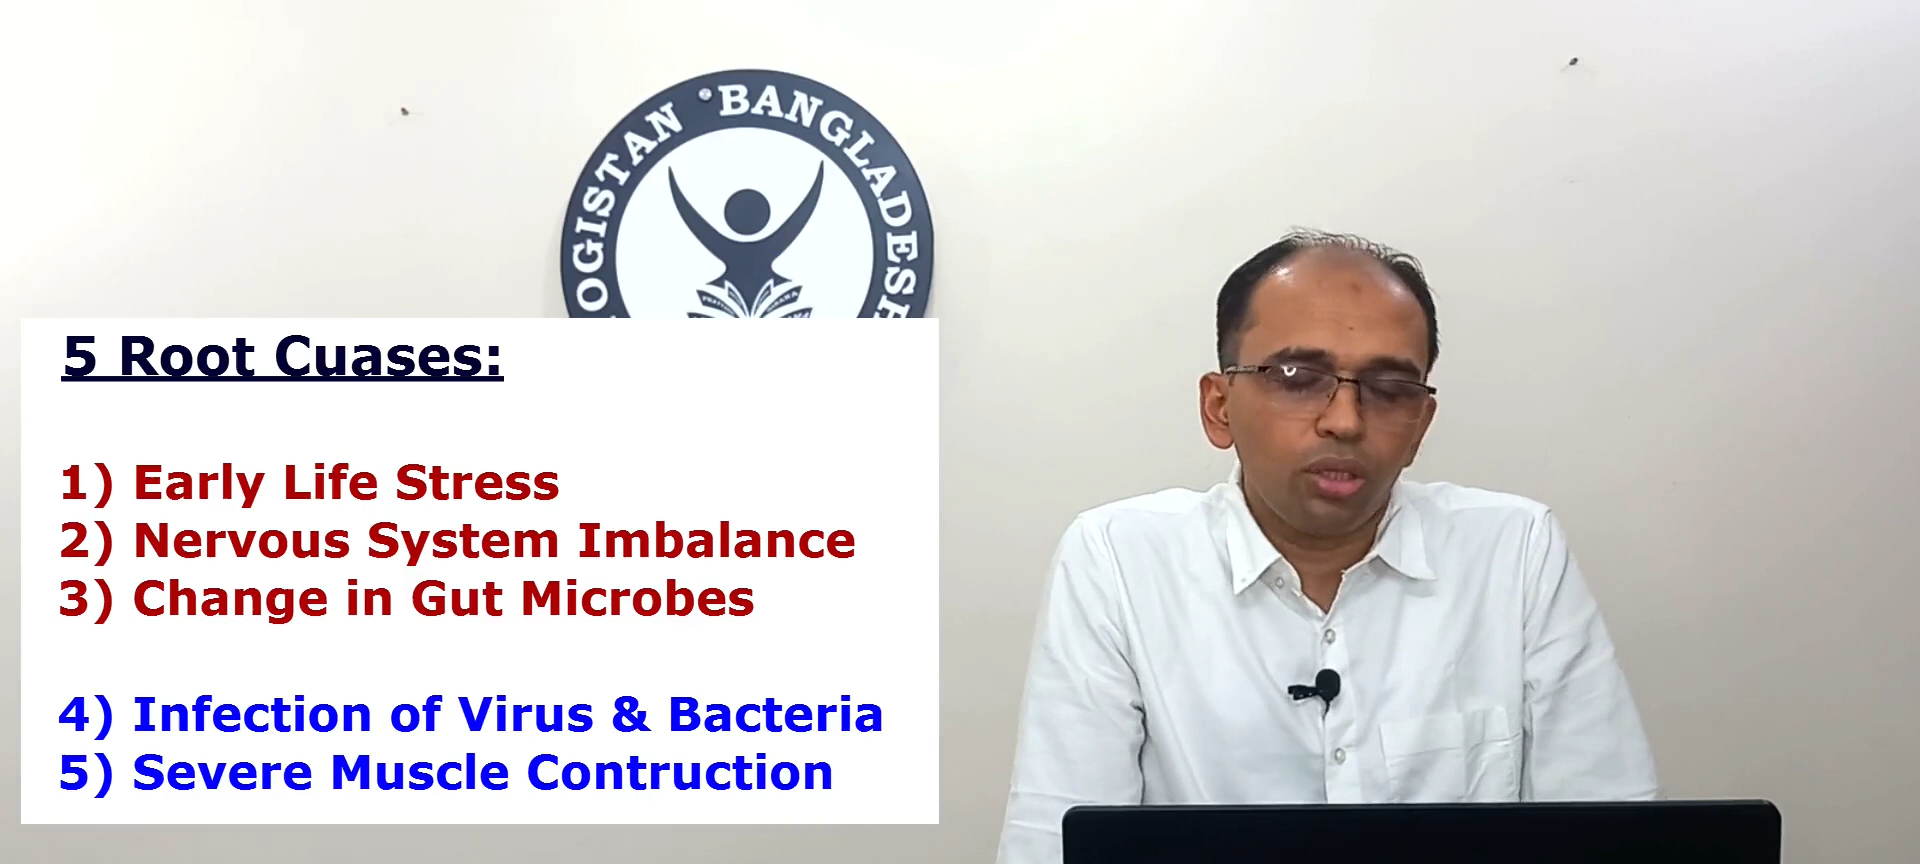 OGISTAN BANGLADESH
5 Root Cuases:
1) Early Life Stress
2) Nervous System Imbalance
3) Change in Gut Microbes
4) Infection of Virus & Bacteria
5) Severe Muscle Contruction